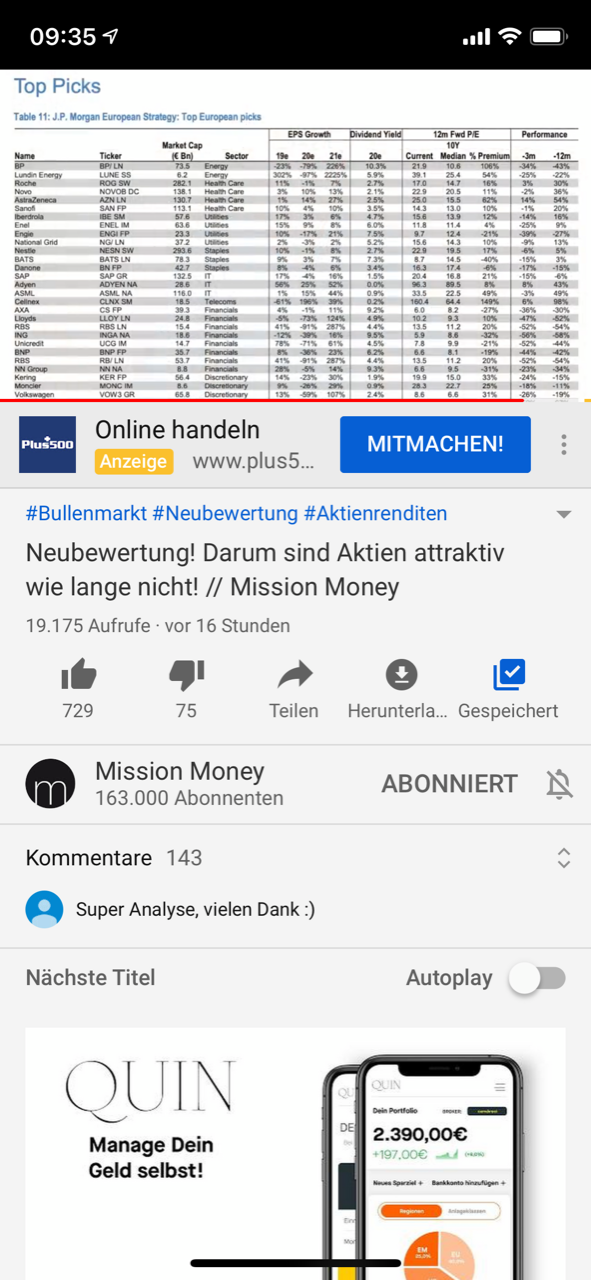 09:35
Top Picks
Table 11: J.P. Morgan European Strategy: Top European picks
EPS Growth Dividend Yield 12m Fwd P/E Performance
Market Cap 10Y
Name Ticker (€ Bn) Sector 19e 20e 21e 20e Current Median % Premium -3m -12m
BP BP/ LN 73.5 Energy -23% -79% 226% 10.3% 21.9 10.6 106% -34% -43%
Lundin Energy LUNE SS 6.2 Energy 302% -97% 2225% 5.9% 39.1 25.4 54% -25% -22%
Roche ROG SW 282.1 Health Care 11% -1% 7% 2.7% 17.0 14.7 16% 3% 30%
Novo NOVOB DC 138.1 Health Care 3% 10% 13% 2.1% 22.9 20.5 11% -2% 36%
AstraZeneca AZN LN 130.7 Health Care 1% 14% 27% 2.5% 25.0 15.5 62% 14% 54%
Sanofi SAN FP 113.1 Health Care 10% 4% 10% 3.5% 14.3 13.0 10% -1% 20%
Iberdrola IBE SM 57.6 Utilities 17% 3% 6% 4.7% 15.6 13.9 12% -14% 16%
Enel ENEL IM 63.6 Utilities 15% 9% 8% 6.0% 11.8 11.4 4% -25% 9%
Engie ENGI FP 23.3 Utilities 10% -17% 21% 7.5% 9.7 12.4 -21% -39% -27%
National Grid NG/ LN 37.2 Utilities 2% -3% 2% 5.2% 15.6 14.3 10% -9% 13%
Nestle NESN SW 293.6 Staples 10% -1% 8% 2.7% 22.9 19.5 17% -6% 5%
BATS BATS LN 78.3 Staples 9% 3% 7% 7.3% 8.7 14.5 -40% -15% 3%
Danone BN FP 42.7 Staples 8% -4% 6% 3.4% 16.3 17.4 -6% -17% -15%
SAP SAP GR 132.5 IT 17% -4% 16% 1.5% 20.4 16.8 21% -15% -6%
Adyen ADYEN NA 28.6 IT 56% 25% 52% 0.0% 96.3 89.5 8% 8% 43%
ASML ASML NA 116.0 IT 1% 15% 44% 0.9% 33.5 22.5 49% -3% 49%
Cellnex CLNX SM 18.5 Telecoms -61% 196% 39% 0.2% 160.4 64.4 149% 6% 98%
AXA CS FP 39.3 Financials 4% -1% 11% 9.2% 6.0 8.2 -27% -36% -30%
Lloyds LLOY LN 24.8 Financials -5% -73% 124% 4.9% 10.2 9.3 10% -47% -52%
RBS RBS LN 15.4 Financials 41% -91% 287% 4.4% 13.5 11.2 20% -52% -54%
ING INGA NA 18.6 Financials -12% -39% 16% 9.5% 5.9 8.6 -32% -56% -58%
Unicredit UCG IM 14.7 Financials 78% -71% 61% 4.5% 7.8 9.9 -21% -52% -44%
BNP BNP FP 35.7 Financials 8% -36% 23% 6.2% 6.6 8.1 -19% -44% -42%
RBS RB/ LN 53.7 Financials 41% -91% 287% 4.4% 13.5 11.2 20% -52% -54%
NN Group NN NA 8.8 Financials 28% -5% 14% 9.3% 6.6 9.5 -31% -23% -34%
Kering KER FP 56.4 Discretionary 14% -23% 30% 1.9% 19.9 15.0 33% -24% -15%
Moncler MONC IM 8.6 Discretionary 9% -26% 29% 0.9% 28.3 22.7 25% -18% -11%
Volkswagen VOW3 GR 65.8 Discretionary 13% -59% 107% 2.4% 8.6 6.6 31% -26% -19%
Plus500
Online handeln
Anzeige www.plus5...
MITMACHEN!
#Bullenmarkt #Neubewertung #Aktienrenditen
Neubewertung! Darum sind Aktien attraktiv
wie lange nicht! // Mission Money
19.175 Aufrufe · vor 16 Stunden
729 75 Teilen Herunterla... Gespeichert
m
Mission Money
163.000 Abonnenten
ABONNIERT
Kommentare 143
Super Analyse, vielen Dank :)
Nächste Titel Autoplay
QUIN
Manage Dein
Geld selbst!
QUIN
Dein Portfolio
2.390,00€
+197,00€
Neues Sparziel + Bankkonto hinzufügen +
Regionen Anlageklassen
EM
EU